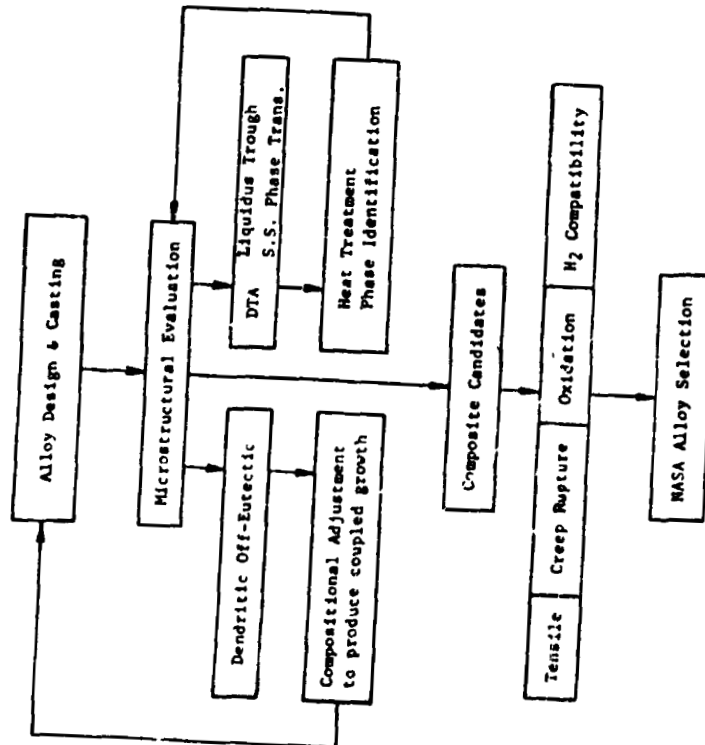 Alloy Design & Casting
Microstructural Evaluation
Dendritic Off-Eutectic
Compositional Adjustment
to produce coupled growth
DTA Liquidus Trough
S.S. Phase Trans.
Heat Treatment
Phase Identification
Composite Candidates
Tensile
Creep Rupture
Oxidation
H2 Compatibility
NASA Alloy Selection